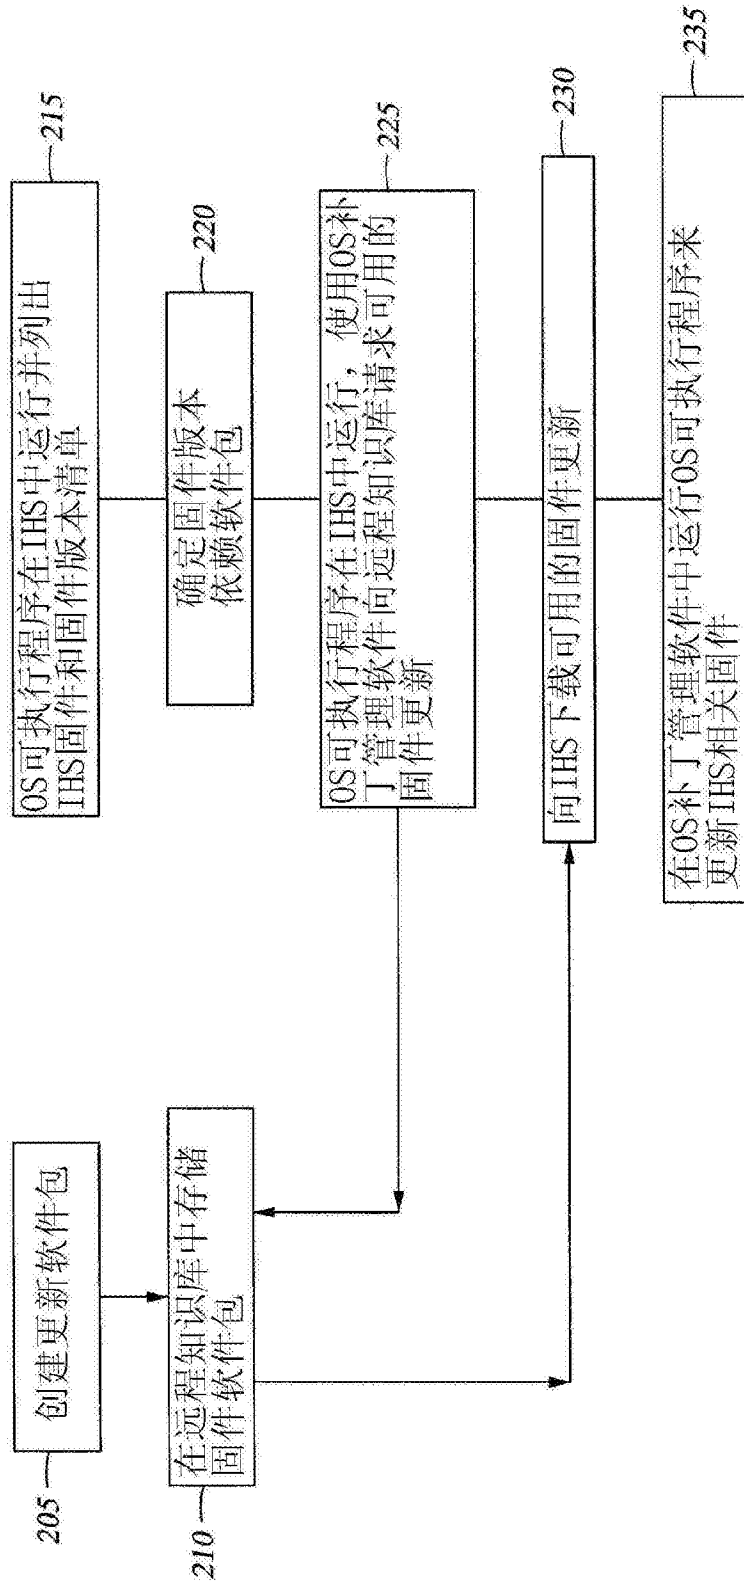 205
创建更新软件包
210
在远程知识库中存储
固件软件包
215
OS可执行程序在IHS中运行并列出
IHS固件和固件版本清单
220
确定固件版本
依赖软件包
225
OS可执行程序在IHS中运行， 使用OS补
丁管理软件向远程知识库请求可用的
固件更新
230
向IHS下载可用的固件更新
235
在OS补丁管理软件中运行OS可执行程序来
更新IHS相关固件